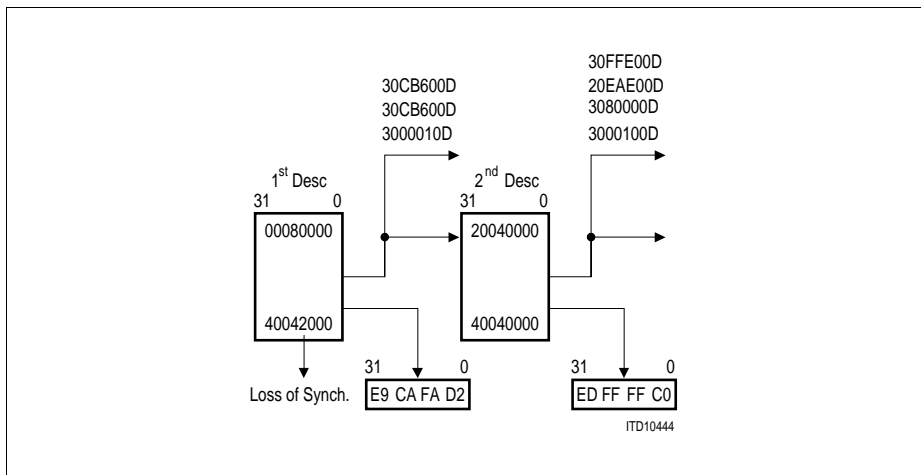 30FFE00D
30CB600D
20EAE00D
30CB600D
3080000D
3000010D
3000100D
1st Desc
2nd Desc
31 0
31 0
00080000
20040000
40042000
40040000
31 0
31 0
Loss of Synch.
E9 CA FA D2
ED FF FF C0
ITD10444